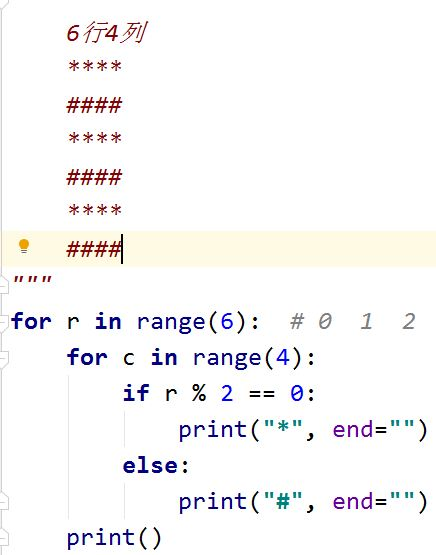 6行4列
****
####
****
####
****
####
"""
for r in range(6):  # 0  1  2
    for c in range(4):
        if r % 2 == 0:
            print("*", end="")
        else:
            print("#", end="")
    print()